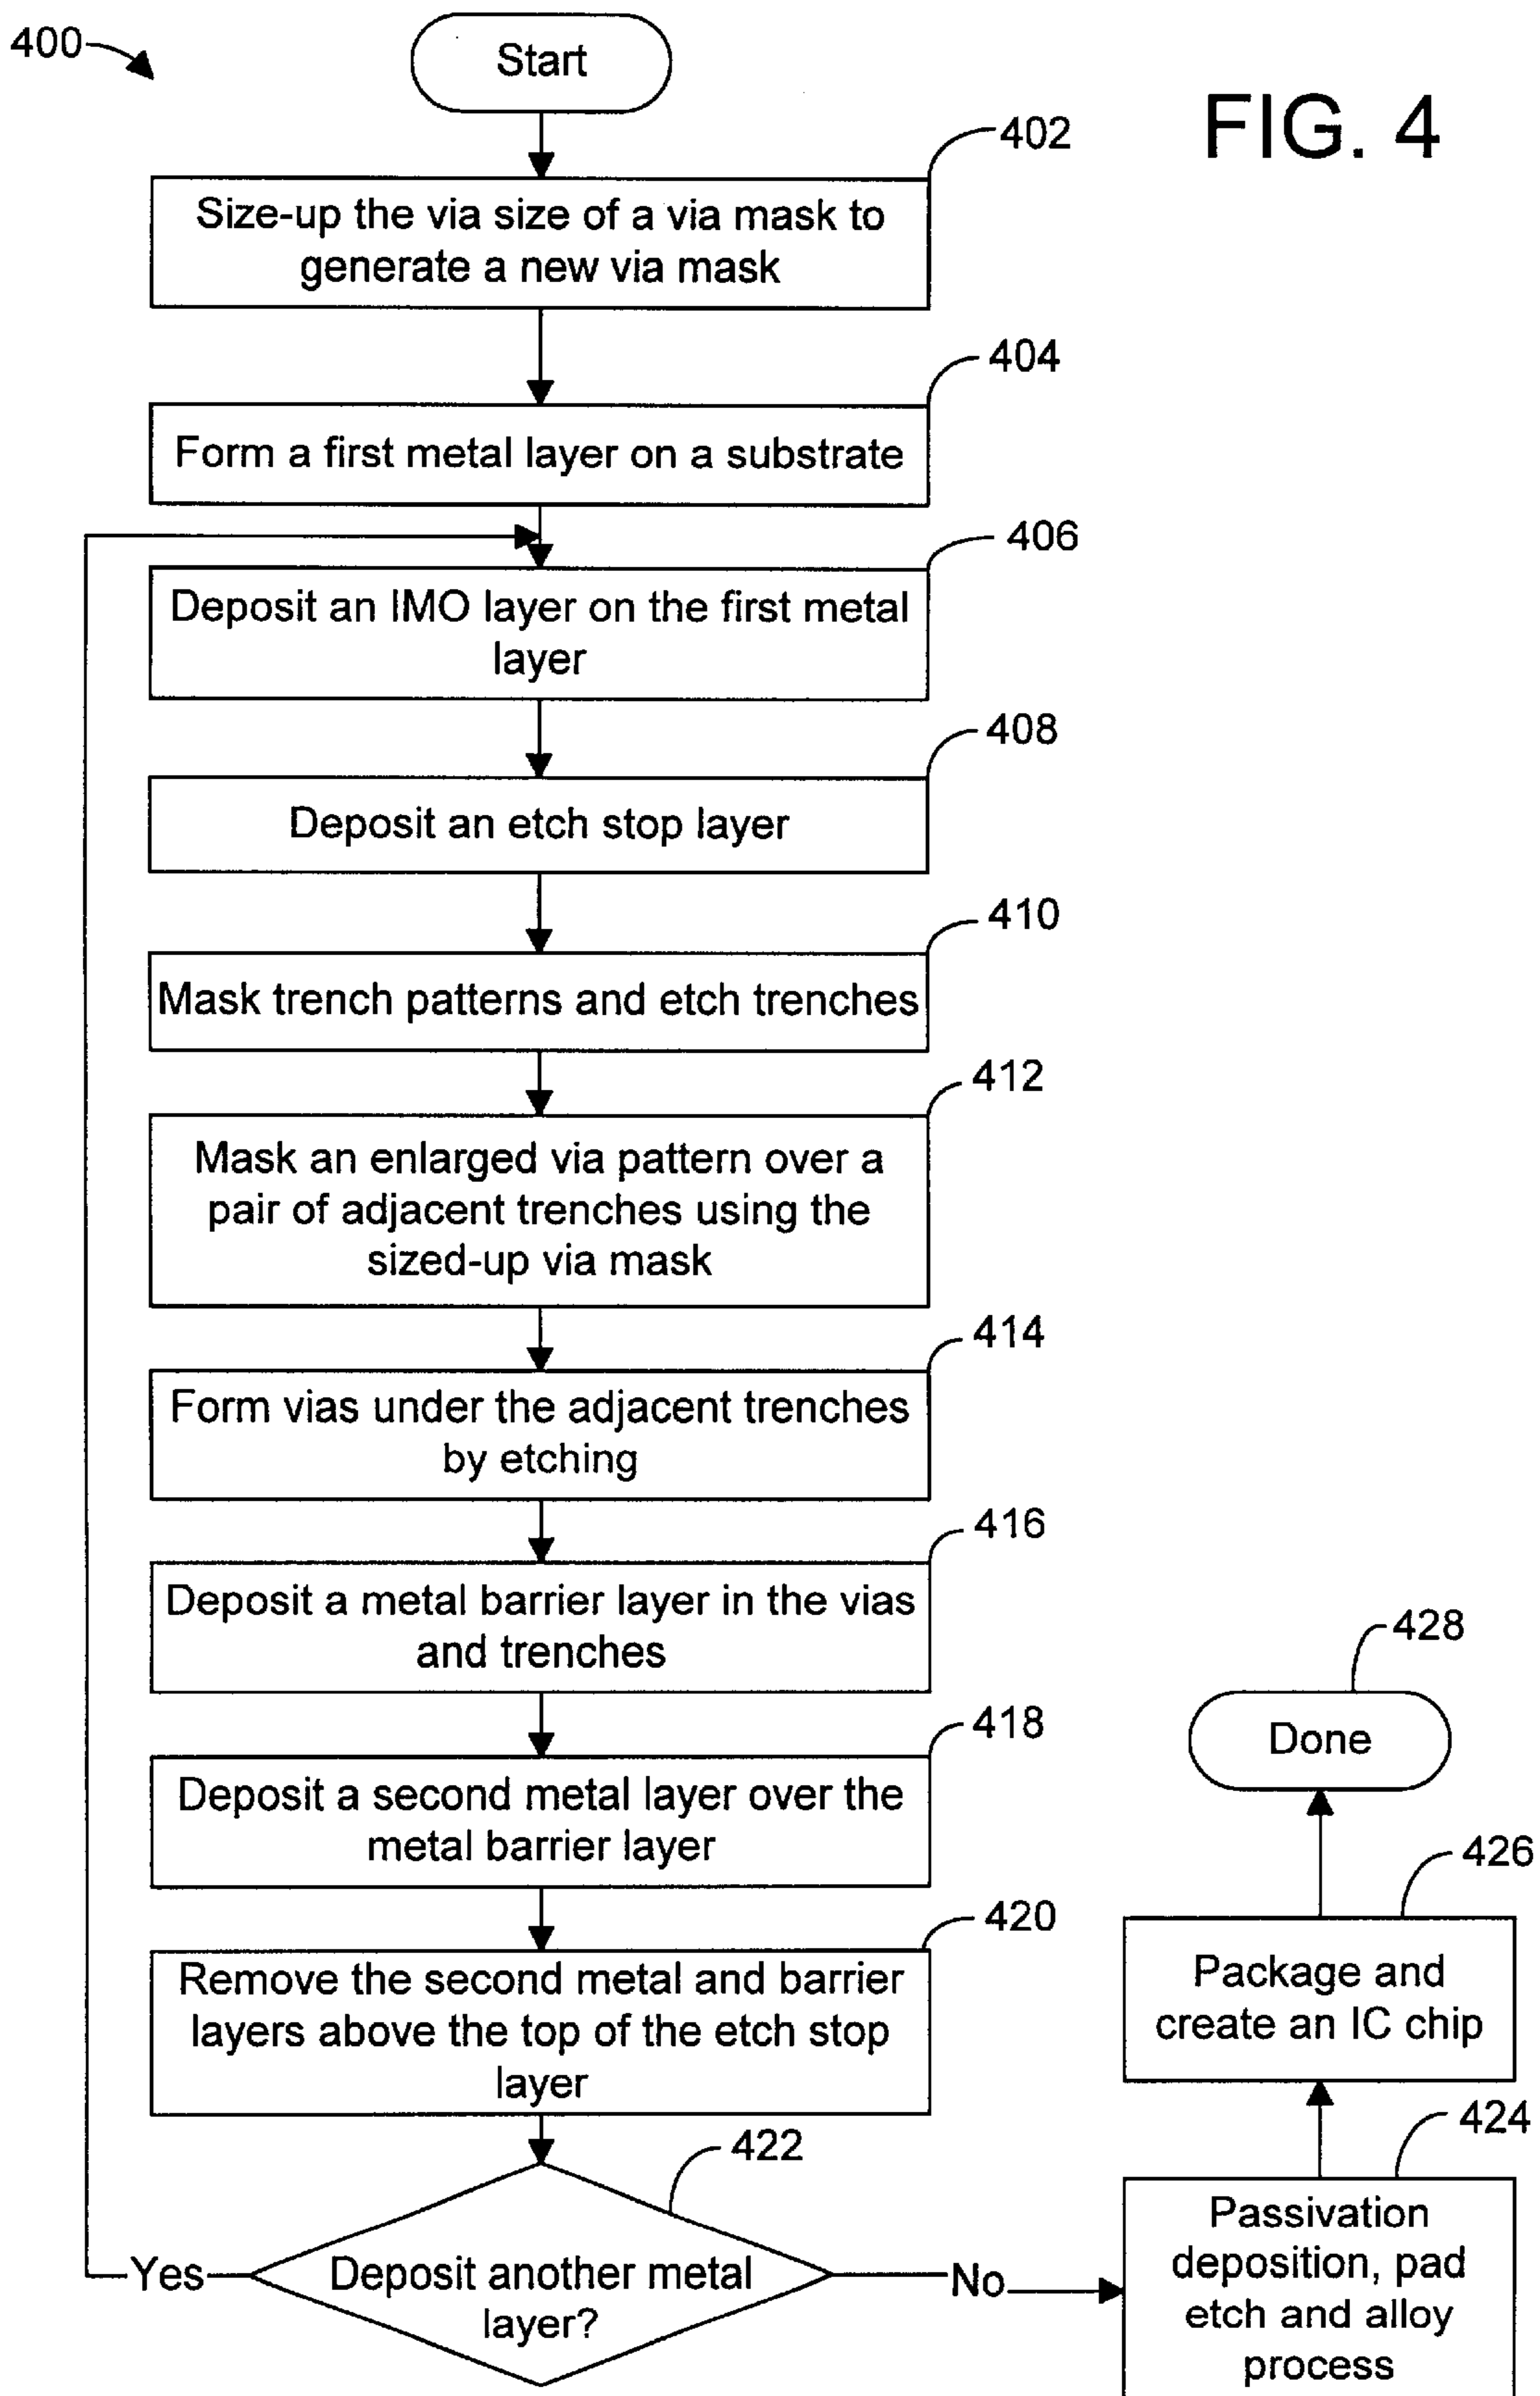 400
Start
FIG. 4
402
Size-up the via size of a via mask to
generate a new via mask
404
Form a first metal layer on a substrate
406
Deposit an IMO layer on the first metal
layer
408
Deposit an etch stop layer
410
Mask trench patterns and etch trenches
412
Mask an enlarged via pattern over a
pair of adjacent trenches using the
sized-up via mask
414
Form vias under the adjacent trenches
by etching
416
Deposit a metal barrier layer in the vias
and trenches
418
Deposit a second metal layer over the
metal barrier layer
420
Remove the second metal and barrier
layers above the top of the etch stop
layer
422
Deposit another metal
layer?
Yes
No
424
Passivation
deposition, pad
etch and alloy
process
426
Package and
create an IC chip
428
Done